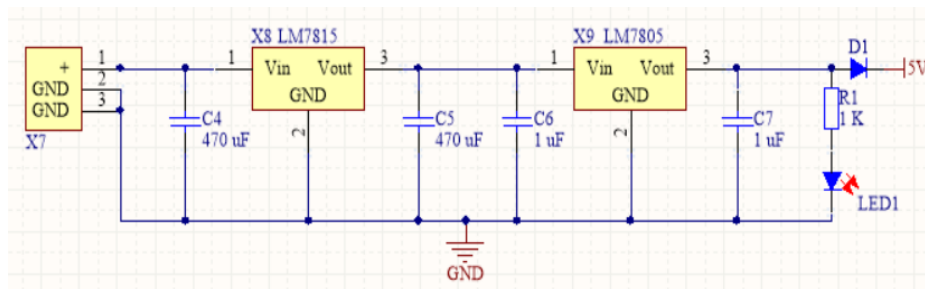 X8 LM7815
X9 LM7805
D1
+ 1
GND 2
GND 3
X7
1 Vin Vout 3
GND
2
1 Vin Vout 3
GND
2
5V
C4
470 uF
C5
470 uF
C6
1 uF
C7
1 uF
R1
1 K
LED1
GND